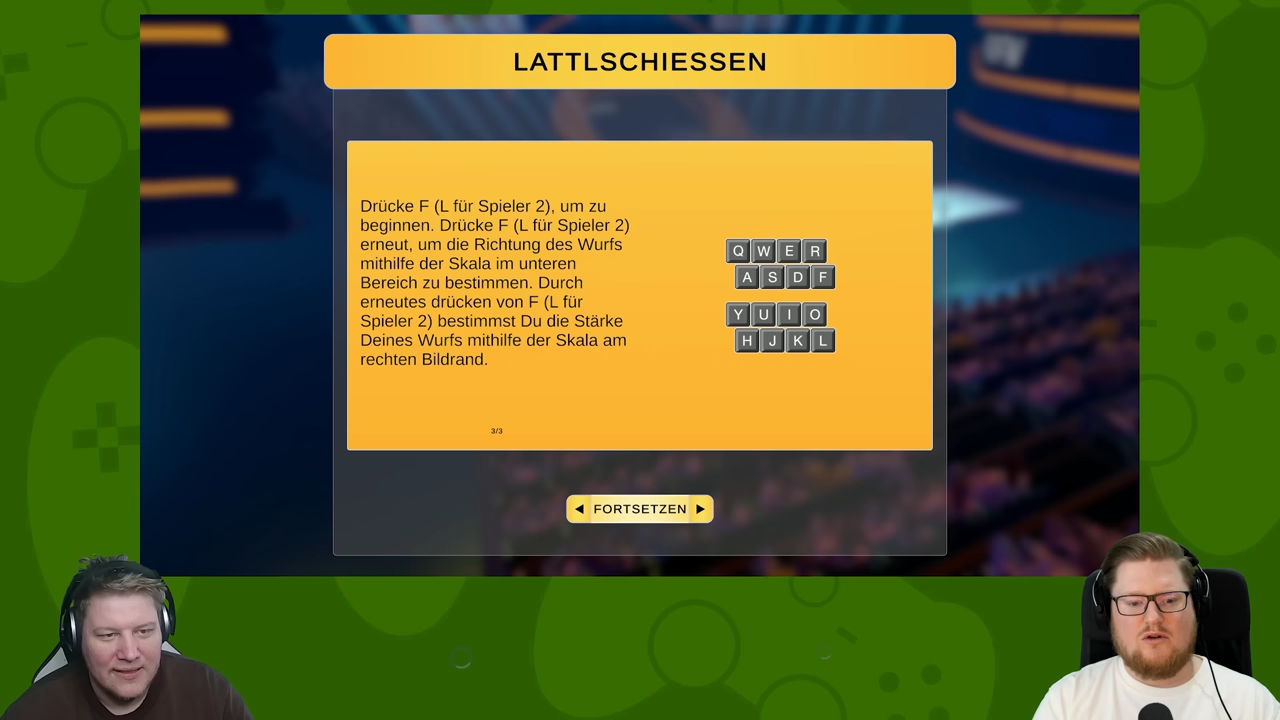 LATTLSCHIESSEN
Drücke F (L für Spieler 2), um zu
beginnen. Drücke F (L für Spieler 2)
erneut, um die Richtung des Wurfs
mithilfe der Skala im unteren
Bereich zu bestimmen. Durch
erneutes drücken von F (L für
Spieler 2) bestimmst Du die Stärke
Deines Wurfs mithilfe der Skala am
rechten Bildrand.
Q W E R
A S D F
Y U I O
H J K L
3/3
FORTSETZEN